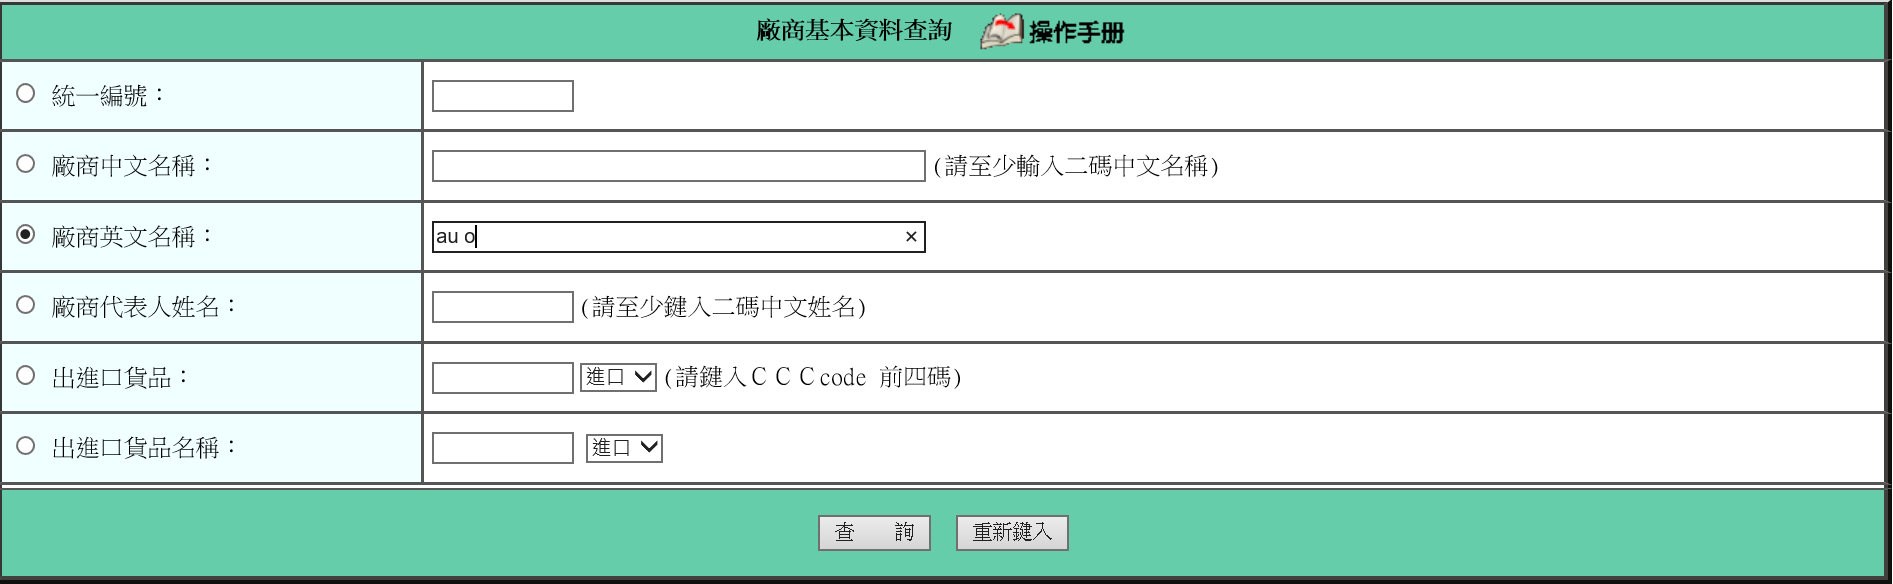 廠商基本資料查詢 操作手冊
統一編號：
廠商中文名稱： (請至少輸入二碼中文名稱)
廠商英文名稱： au o ×
廠商代表人姓名： (請至少鍵入二碼中文姓名)
出進口貨品： 進口 (請鍵入ＣＣＣcode 前四碼)
出進口貨品名稱： 進口
查　　詢 重新鍵入